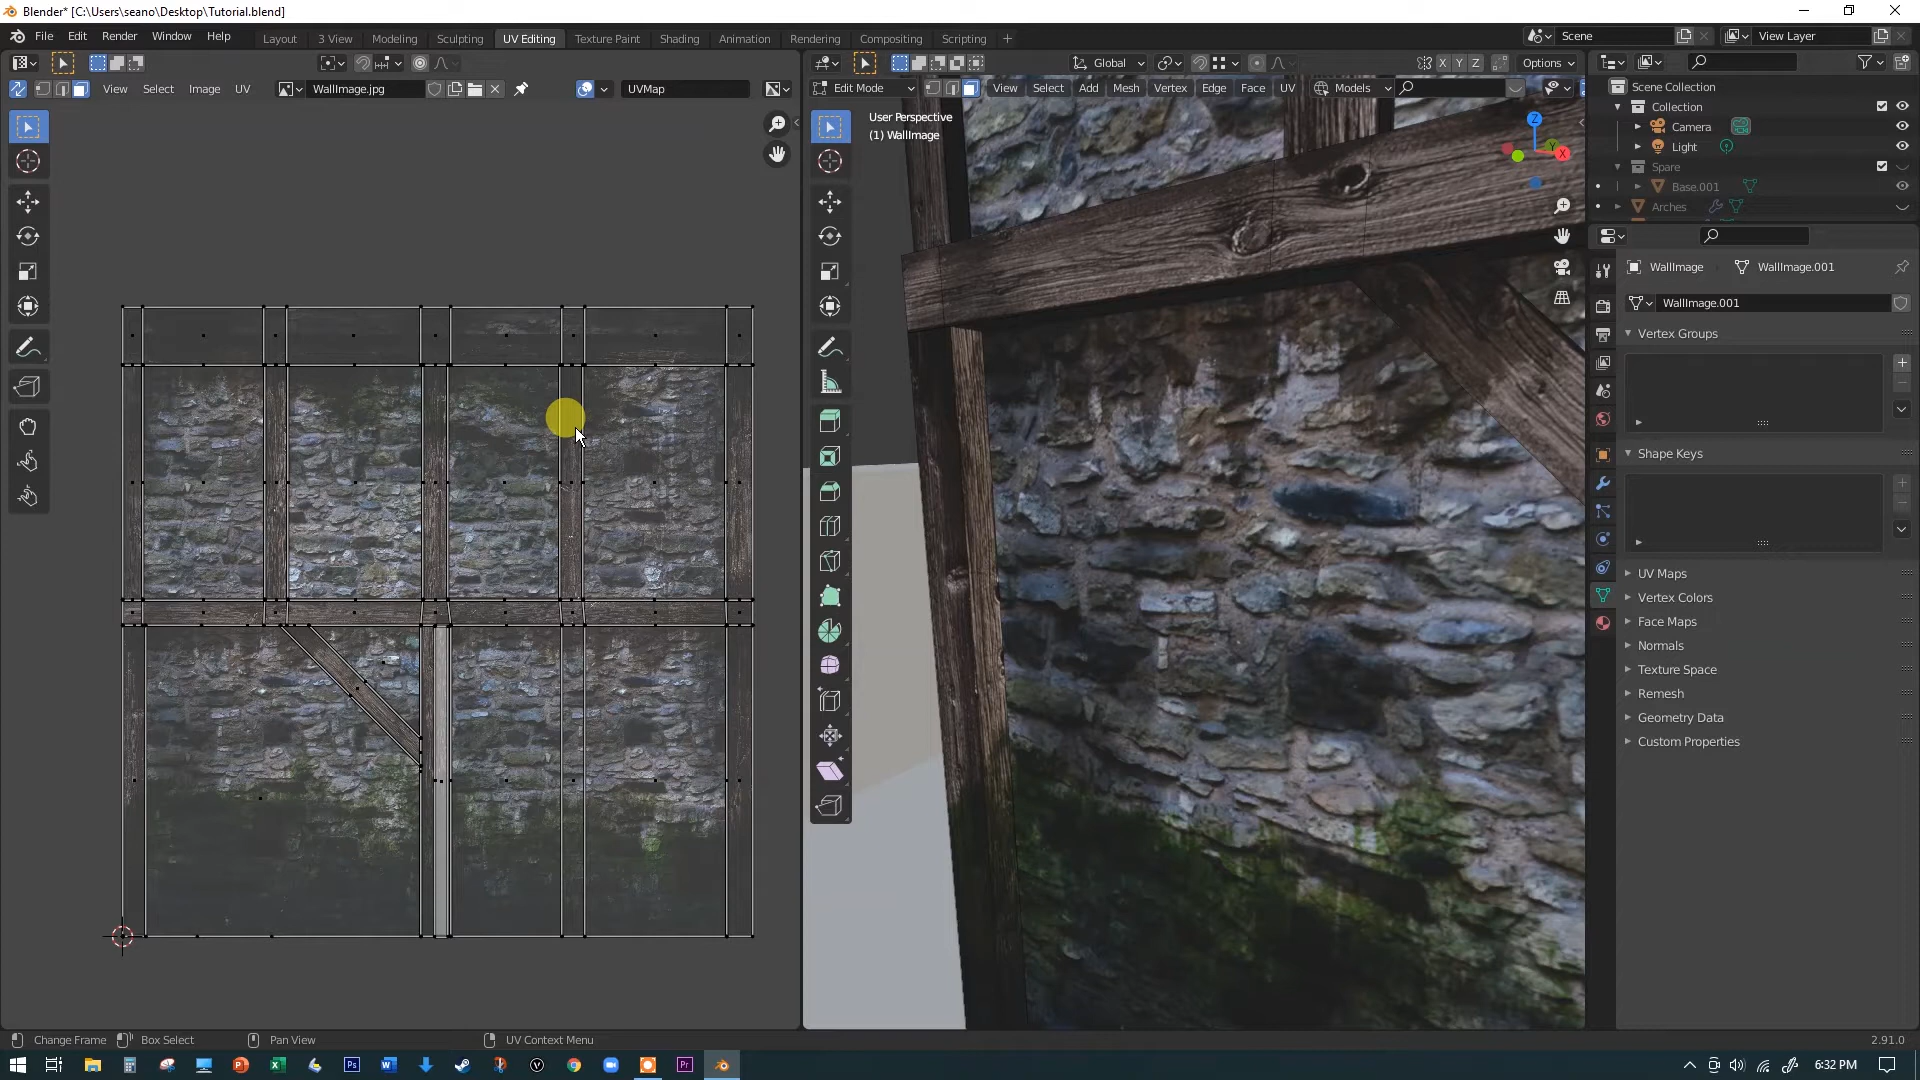 Blender* [C:\Users\seano\Desktop\Tutorial.blend]
File Edit Render Window Help
Layout 3 View Modeling Sculpting UV Editing Texture Paint Shading Animation Rendering Compositing Scripting +
Scene
View Layer
Global
X Y Z
Options
View Select Image UV
WallImage.jpg
UVMap
Edit Mode
View Select Add Mesh Vertex Edge Face UV
Models
User Perspective
(1) WallImage
Z
Y
X
Scene Collection
Collection
Camera
Light
Spare
Base.001
Arches
WallImage
WallImage.001
WallImage.001
Vertex Groups
Shape Keys
UV Maps
Vertex Colors
Face Maps
Normals
Texture Space
Remesh
Geometry Data
Custom Properties
Change Frame
Box Select
Pan View
UV Context Menu
2.91.0
6:32 PM